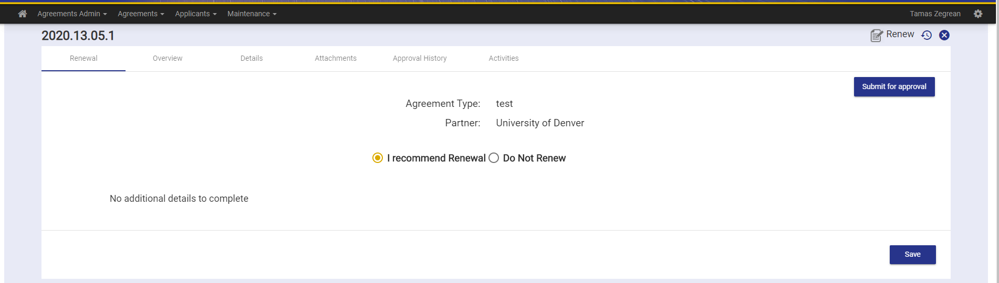 Agreements Admin Agreements Applicants Maintenance Tamas Zegrean
2020.13.05.1 Renew
Renewal Overview Details Attachments Approval History Activities
Submit for approval
Agreement Type: test
Partner: University of Denver
I recommend Renewal Do Not Renew
No additional details to complete
Save